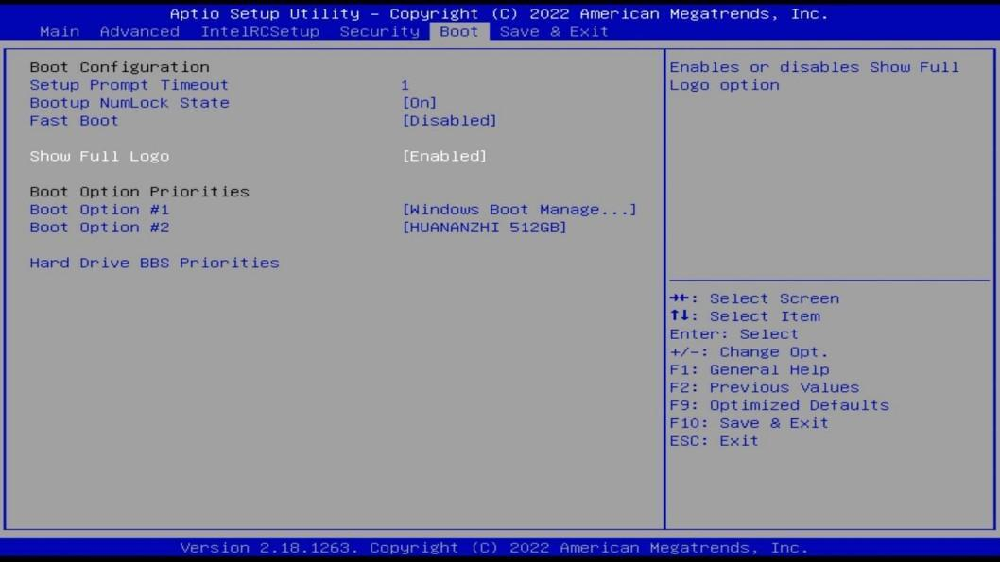 Aptio Setup Utility – Copyright (C) 2022 American Megatrends, Inc.
Main Advanced IntelRCSetup Security Boot Save & Exit
Boot Configuration
Setup Prompt Timeout 1
Bootup NumLock State [On]
Fast Boot [Disabled]
Show Full Logo [Enabled]
Boot Option Priorities
Boot Option #1 [Windows Boot Manage...]
Boot Option #2 [HUANANZHI 512GB]
Hard Drive BBS Priorities
Enables or disables Show Full
Logo option
→←: Select Screen
↑↓: Select Item
Enter: Select
+/-: Change Opt.
F1: General Help
F2: Previous Values
F9: Optimized Defaults
F10: Save & Exit
ESC: Exit
Version 2.18.1263. Copyright (C) 2022 American Megatrends, Inc.